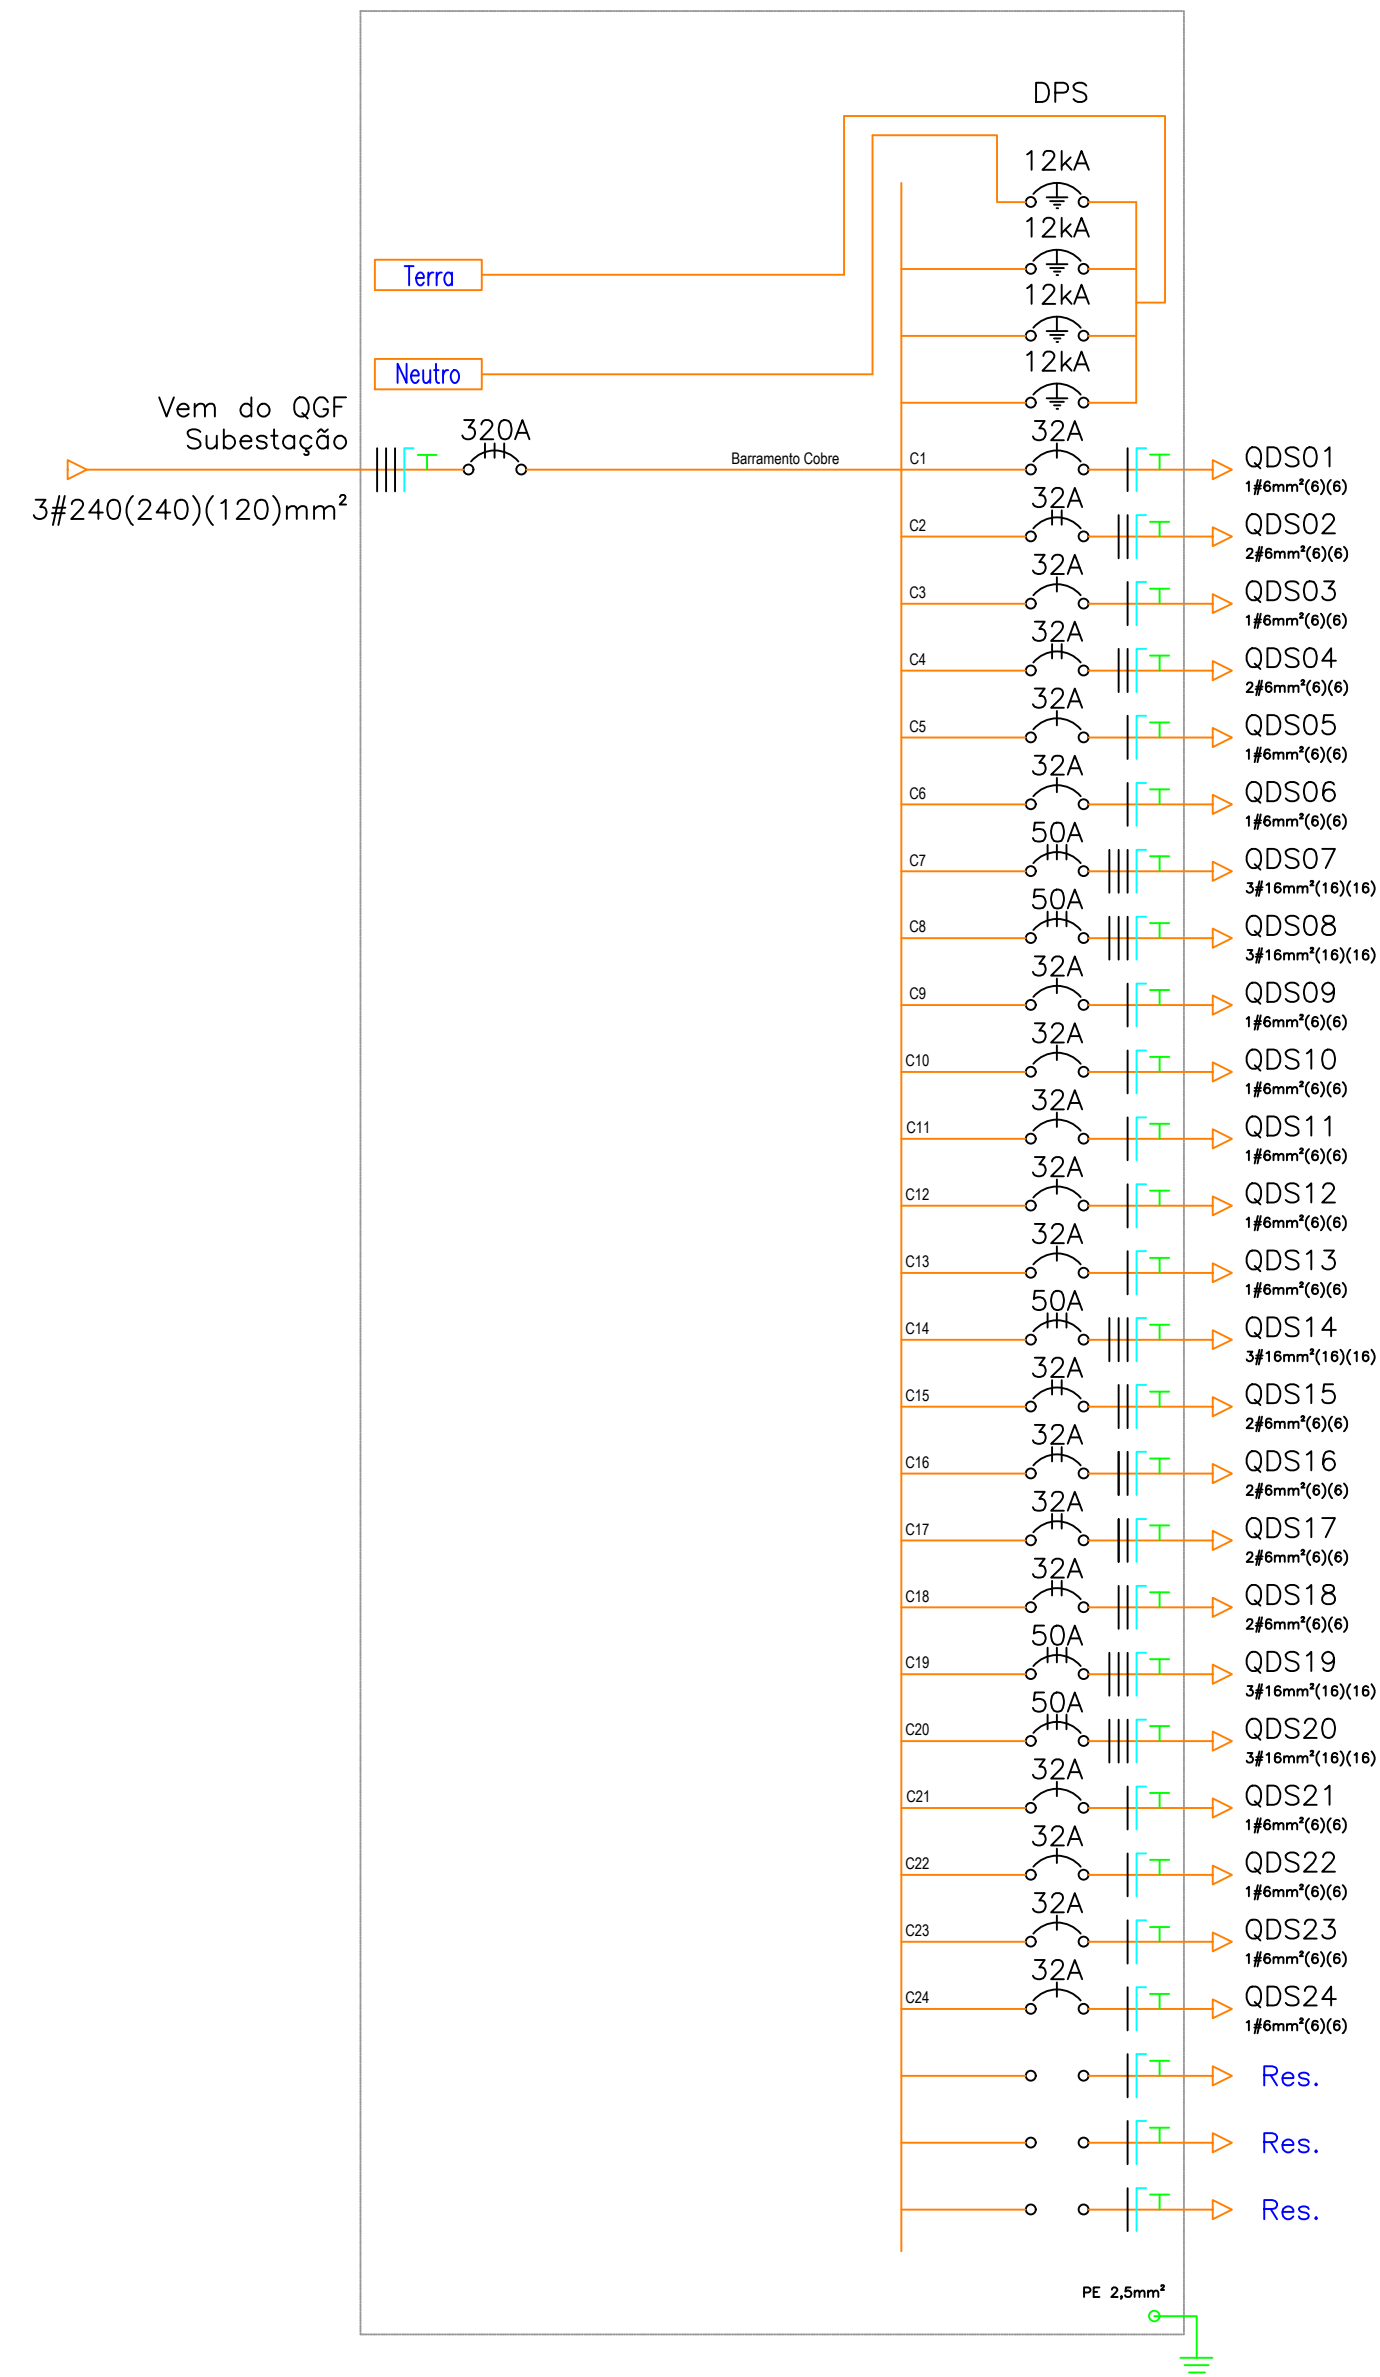 DPS
12kA
12kA
12kA
12kA
Terra
Neutro
Vem do QGF
Subestação
3#240(240)(120)mm²
320A
Barramento Cobre
C1
32A
QDS01
1#6mm²(6)(6)
C2
32A
QDS02
2#6mm²(6)(6)
C3
32A
QDS03
1#6mm²(6)(6)
C4
32A
QDS04
2#6mm²(6)(6)
C5
32A
QDS05
1#6mm²(6)(6)
C6
32A
QDS06
1#6mm²(6)(6)
C7
50A
QDS07
3#16mm²(16)(16)
C8
50A
QDS08
3#16mm²(16)(16)
C9
32A
QDS09
1#6mm²(6)(6)
C10
32A
QDS10
1#6mm²(6)(6)
C11
32A
QDS11
1#6mm²(6)(6)
C12
32A
QDS12
1#6mm²(6)(6)
C13
32A
QDS13
1#6mm²(6)(6)
C14
50A
QDS14
3#16mm²(16)(16)
C15
32A
QDS15
2#6mm²(6)(6)
C16
32A
QDS16
2#6mm²(6)(6)
C17
32A
QDS17
2#6mm²(6)(6)
C18
32A
QDS18
2#6mm²(6)(6)
C19
50A
QDS19
3#16mm²(16)(16)
C20
50A
QDS20
3#16mm²(16)(16)
C21
32A
QDS21
1#6mm²(6)(6)
C22
32A
QDS22
1#6mm²(6)(6)
C23
32A
QDS23
1#6mm²(6)(6)
C24
32A
QDS24
1#6mm²(6)(6)
Res.
Res.
Res.
PE 2,5mm²